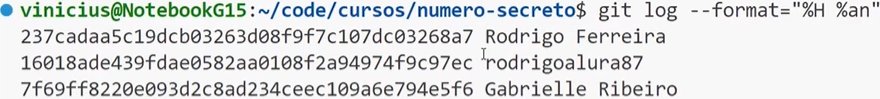 vinicius@NotebookG15:~/code/cursos/numero-secreto$ git log --format="%H %an"
237cadaa5c19dcb03263d08f9f7c107dc03268a7 Rodrigo Ferreira
16018ade439fdae0582aa0108f2a94974f9c97ec rodrigoalura87
7f69ff8220e093d2c8ad234ceec109a6e794e5f6 Gabrielle Ribeiro